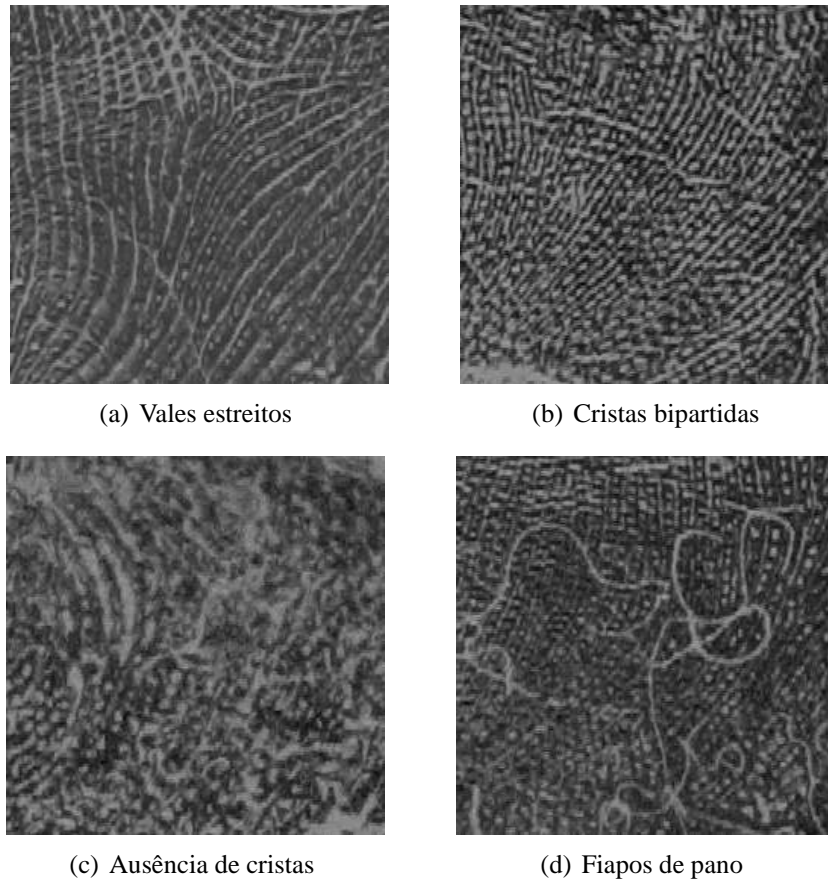 (a) Vales estreitos
(b) Cristas bipartidas
(c) Ausência de cristas
(d) Fiapos de pano